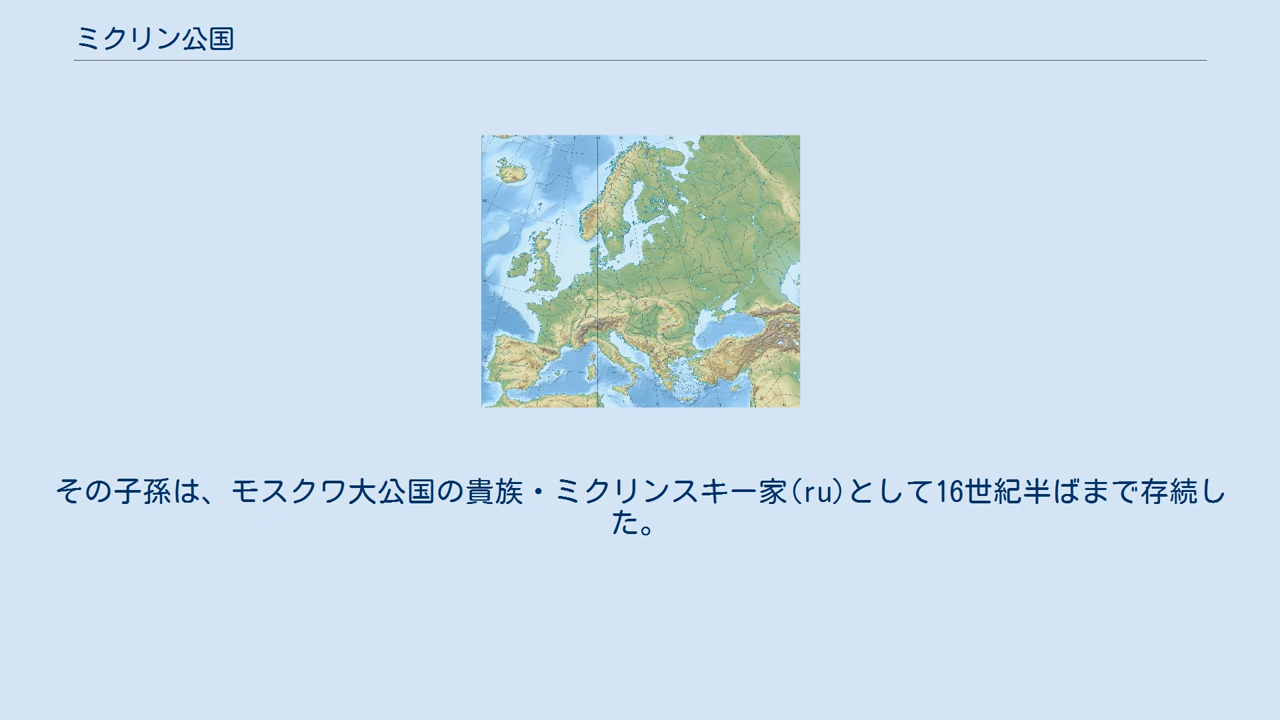 ミクリン公国
その子孫は、モスクワ大公国の貴族・ミクリンスキー家(ru)として16世紀半ばまで存続し
た。